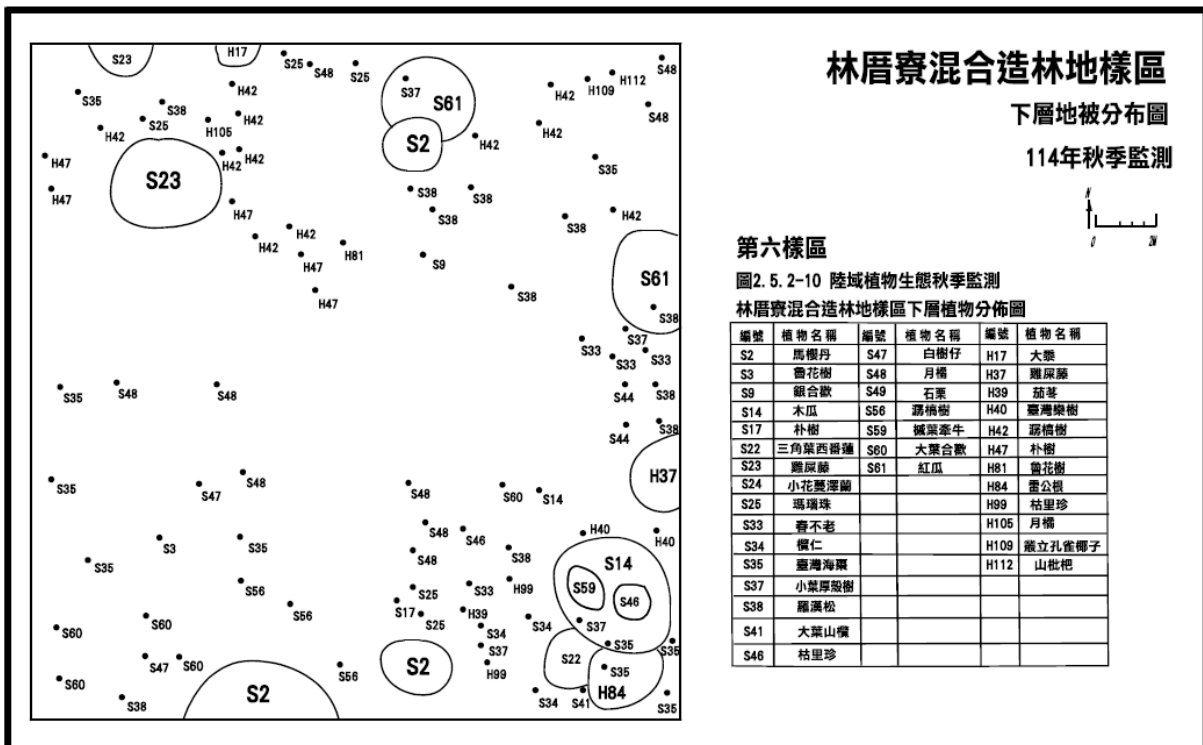 林厝寮混合造林地樣區
下層地被分布圖
114年秋季監測
N
0 2M
第六樣區
圖2.5.2-10 陸域植物生態秋季監測
林厝寮混合造林地樣區下層植物分佈圖
編號 植物名稱 編號 植物名稱 編號 植物名稱
S2 馬櫻丹 S47 白樹仔 H17 大黍
S3 魯花樹 S48 月橘 H37 雞屎藤
S9 銀合歡 S49 石栗 H39 茄苳
S14 木瓜 S56 潺槁樹 H40 臺灣欒樹
S17 朴樹 S59 槭葉牽牛 H42 潺槁樹
S22 三角葉西番蓮 S60 大葉合歡 H47 朴樹
S23 雞屎藤 S61 紅瓜 H81 魯花樹
S24 小花蔓澤蘭 H84 雷公根
S25 瑪瑙珠 H99 枯里珍
S33 春不老 H105 月橘
S34 欖仁 H109 叢立孔雀椰子
S35 臺灣海棗 H112 山枇杷
S37 小葉厚殼樹
S38 羅漢松
S41 大葉山欖
S46 枯里珍
S23 H17 S25 S48 S25 S37 S61 H42 H109 H112 S48
S35 S38 H42 S48
S25 H105 H42 H42 S2 H42
H47 H42 H42 S35
H47 S23 H47 S38 S38 S38 S38 H42
H42 H42 H81 S9 S61
H47 H47 S38 S38
S33 S37 S33 S33
S35 S48 S48 S44 S38
S44 S38
S35 S47 S48 S48 S60 S14 H37
S48 S46 H40 H40
S3 S35 S48 S38 S14
S35 S56 S25 S33 H99 S59 S46
S56 S17 S25 H39 S34 S37
S60 S60 S34 S35 S35
S47 S60 S56 S2 S37 H99 S22 S35
S60 S38 S2 S34 S41 H84 S35